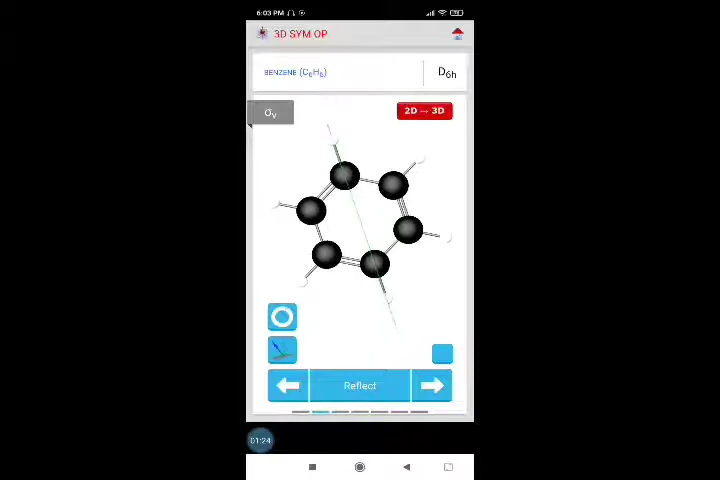 6:03 PM
3D SYM OP
BENZENE (C₆H₆)
D₆ₕ
σᵥ
2D → 3D
Reflect
01:24